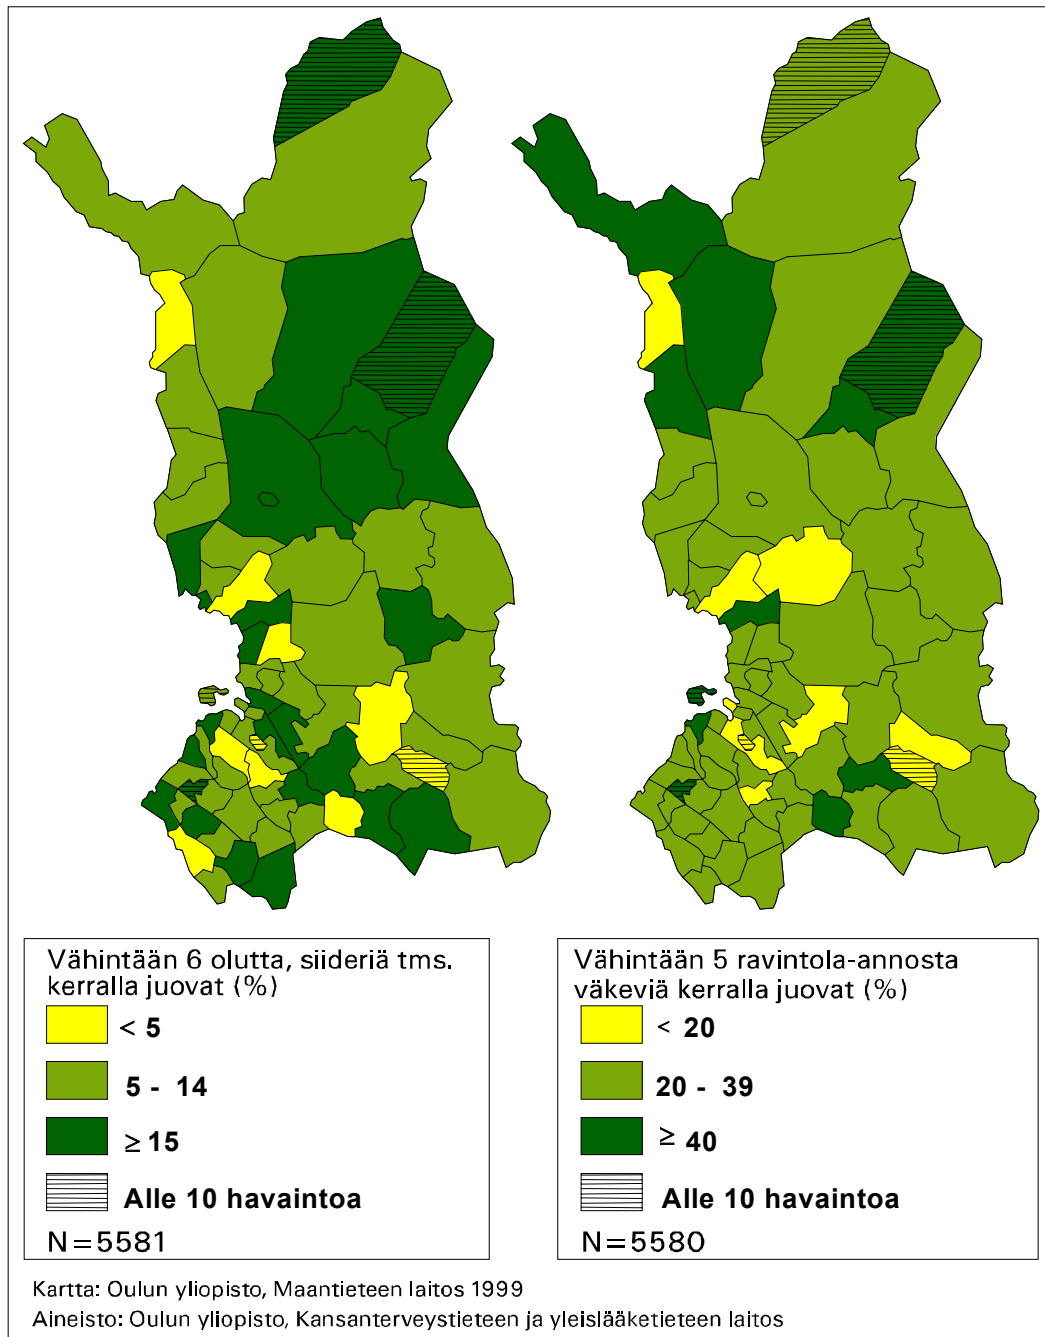 Vähintään 6 olutta, siideriä tms.
kerralla juovat (%)
< 5
5 - 14
≥ 15
Alle 10 havaintoa
N=5581
Vähintään 5 ravintola-annosta
väkeviä kerralla juovat (%)
< 20
20 - 39
≥ 40
Alle 10 havaintoa
N=5580
Kartta: Oulun yliopisto, Maantieteen laitos 1999
Aineisto: Oulun yliopisto, Kansanterveystieteen ja yleislääketieteen laitos